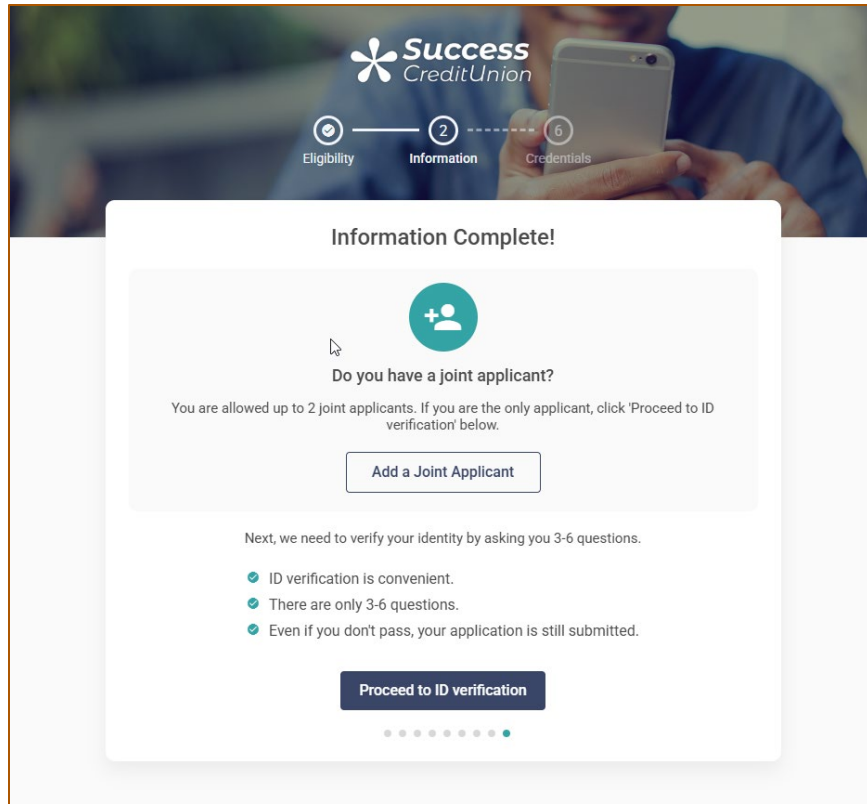 Success
CreditUnion
2
6
Eligibility
Information
Credentials
Information Complete!
Do you have a joint applicant?
You are allowed up to 2 joint applicants. If you are the only applicant, click 'Proceed to ID
verification' below.
Add a Joint Applicant
Next, we need to verify your identity by asking you 3-6 questions.
ID verification is convenient.
There are only 3-6 questions.
Even if you don't pass, your application is still submitted.
Proceed to ID verification